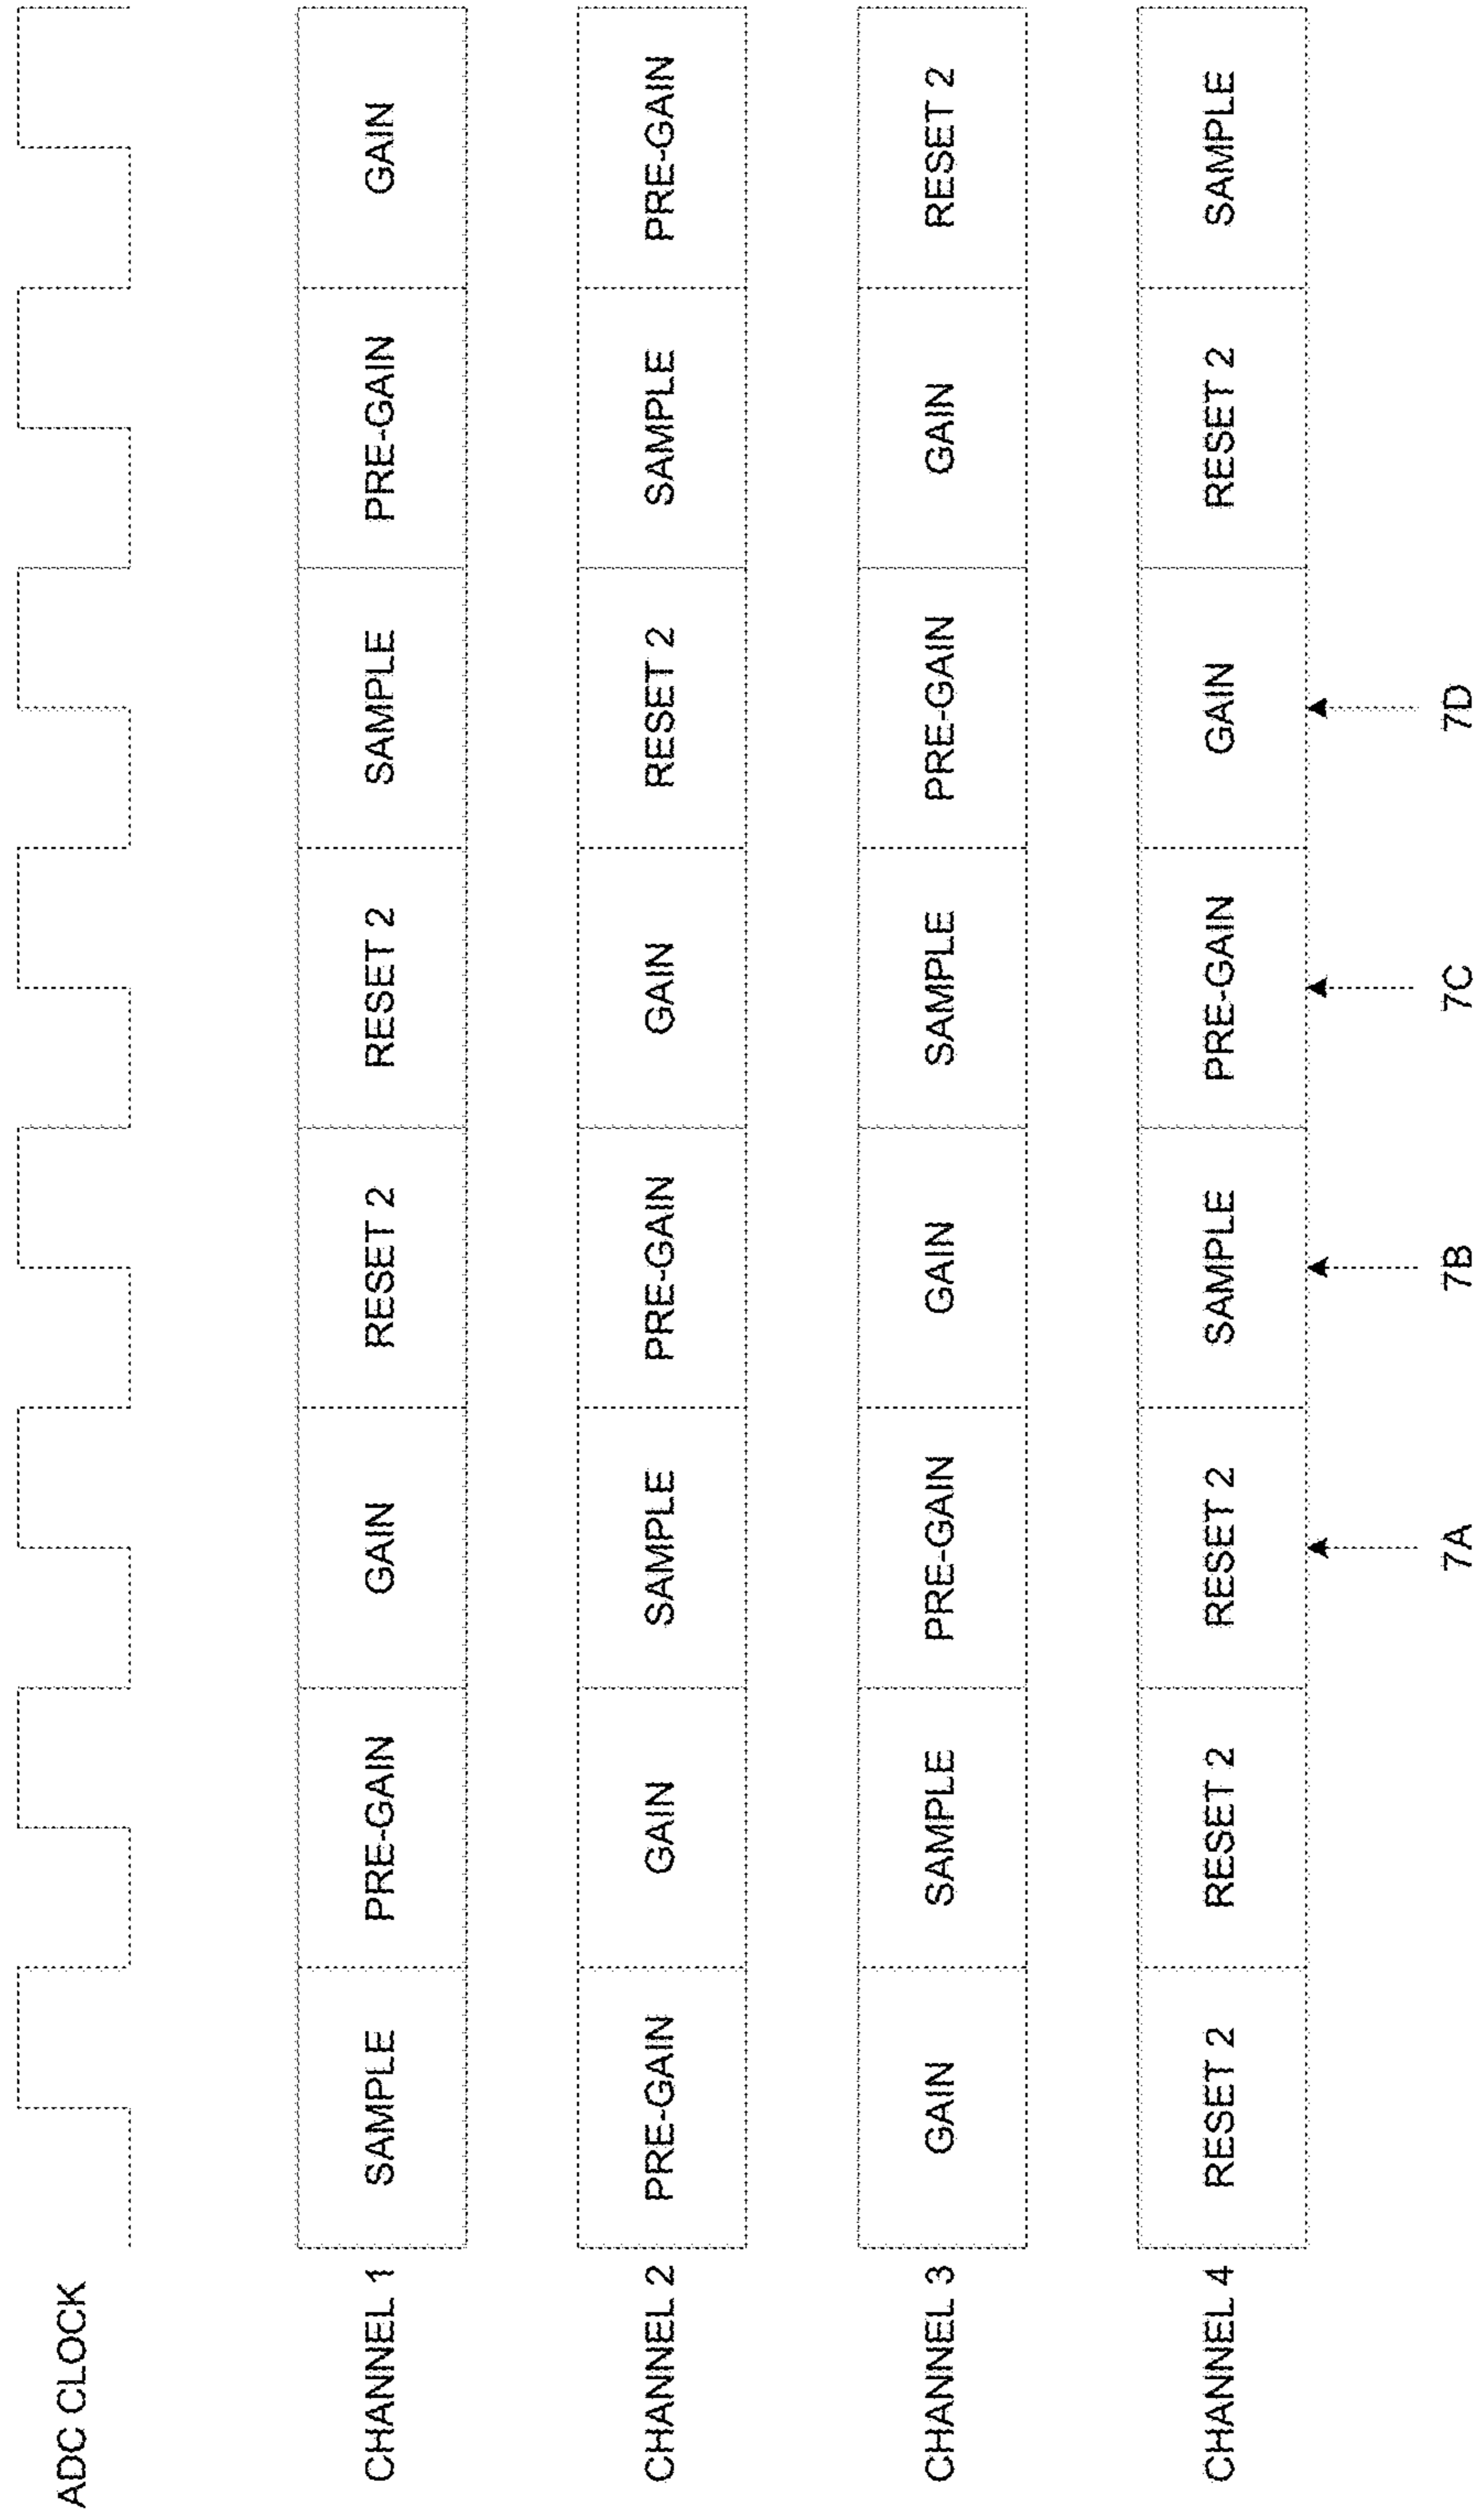 ADC CLOCK
CHANNEL 1 SAMPLE PRE-GAIN GAIN RESET 2 RESET 2 SAMPLE PRE-GAIN GAIN
CHANNEL 2 PRE-GAIN GAIN SAMPLE PRE-GAIN GAIN RESET 2 SAMPLE PRE-GAIN
CHANNEL 3 GAIN SAMPLE PRE-GAIN GAIN SAMPLE PRE-GAIN GAIN RESET 2
CHANNEL 4 RESET 2 RESET 2 RESET 2 SAMPLE PRE-GAIN GAIN RESET 2 SAMPLE
7A 7B 7C 7D